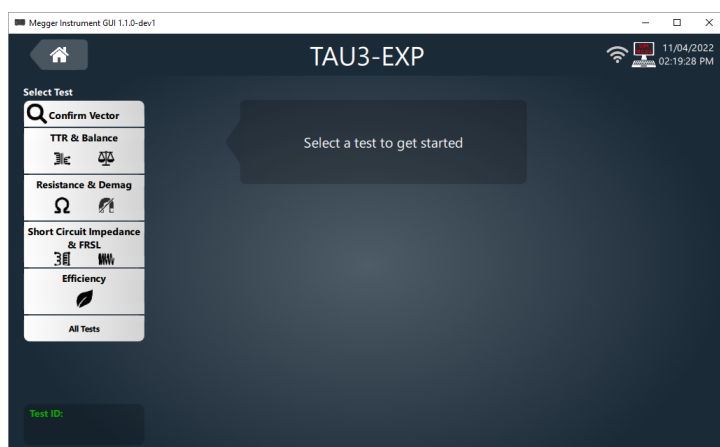 Megger Instrument GUI 1.1.0-dev1
TAU3-EXP
11/04/2022
02:19:28 PM
Select Test
Confirm Vector
TTR & Balance
Resistance & Demag
Short Circuit Impedance
& FRSL
Efficiency
All Tests
Select a test to get started
Test ID: